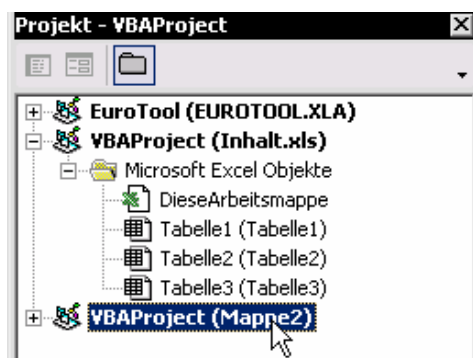 Projekt - VBAProject
EuroTool (EUROTOOL.XLA)
VBAProject (Inhalt.xls)
Microsoft Excel Objekte
DieseArbeitsmappe
Tabelle1 (Tabelle1)
Tabelle2 (Tabelle2)
Tabelle3 (Tabelle3)
VBAProject (Mappe2)